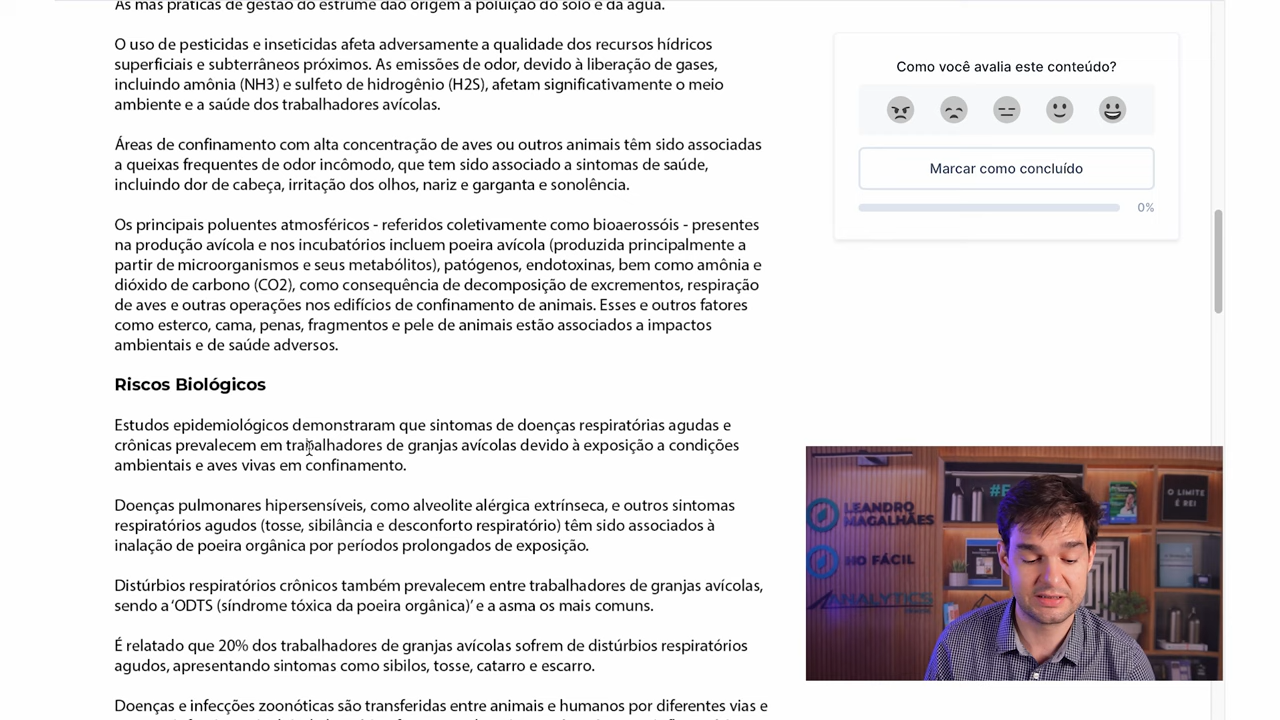 As más práticas de gestão do estrume dão origem à poluição do solo e da água.
O uso de pesticidas e inseticidas afeta adversamente a qualidade dos recursos hídricos
superficiais e subterrâneos próximos. As emissões de odor, devido à liberação de gases,
incluindo amônia (NH3) e sulfeto de hidrogênio (H2S), afetam significativamente o meio
ambiente e a saúde dos trabalhadores avícolas.
Áreas de confinamento com alta concentração de aves ou outros animais têm sido associadas
a queixas frequentes de odor incômodo, que tem sido associado a sintomas de saúde,
incluindo dor de cabeça, irritação dos olhos, nariz e garganta e sonolência.
Os principais poluentes atmosféricos - referidos coletivamente como bioaerossóis - presentes
na produção avícola e nos incubatórios incluem poeira avícola (produzida principalmente a
partir de microorganismos e seus metabólitos), patógenos, endotoxinas, bem como amônia e
dióxido de carbono (CO2), como consequência de decomposição de excrementos, respiração
de aves e outras operações nos edifícios de confinamento de animais. Esses e outros fatores
como esterco, cama, penas, fragmentos e pele de animais estão associados a impactos
ambientais e de saúde adversos.
Riscos Biológicos
Estudos epidemiológicos demonstraram que sintomas de doenças respiratórias agudas e
crônicas prevalecem em trabalhadores de granjas avícolas devido à exposição a condições
ambientais e aves vivas em confinamento.
Doenças pulmonares hipersensíveis, como alveolite alérgica extrínseca, e outros sintomas
respiratórios agudos (tosse, sibilância e desconforto respiratório) têm sido associados à
inalação de poeira orgânica por períodos prolongados de exposição.
Distúrbios respiratórios crônicos também prevalecem entre trabalhadores de granjas avícolas,
sendo a ‘ODTS (síndrome tóxica da poeira orgânica)’ e a asma os mais comuns.
É relatado que 20% dos trabalhadores de granjas avícolas sofrem de distúrbios respiratórios
agudos, apresentando sintomas como sibilos, tosse, catarro e escarro.
Doenças e infecções zoonóticas são transferidas entre animais e humanos por diferentes vias e
Como você avalia este conteúdo?
Marcar como concluído
0%
LEANDRO
MAGALHÃES
HO FÁCIL
ANALYTICS
O LIMITE
É REI